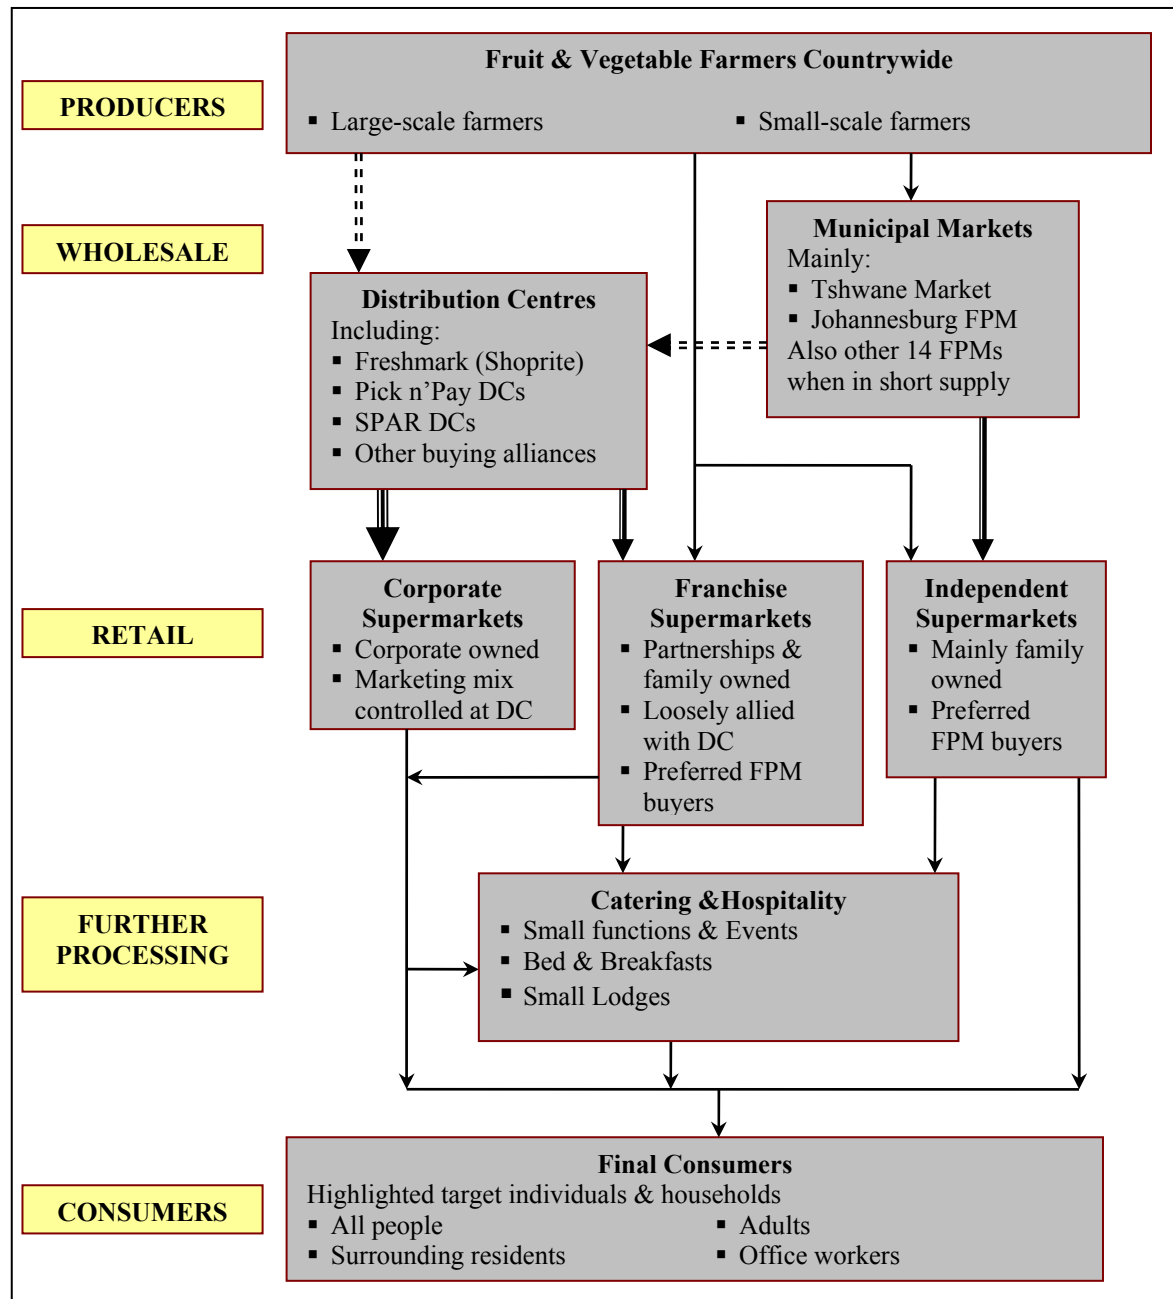 Fruit & Vegetable Farmers Countrywide
PRODUCERS
▪ Large-scale farmers
▪ Small-scale farmers
WHOLESALE
Municipal Markets
Mainly:
▪ Tshwane Market
▪ Johannesburg FPM
Also other 14 FPMs
when in short supply
Distribution Centres
Including:
▪ Freshmark (Shoprite)
▪ Pick n’Pay DCs
▪ SPAR DCs
▪ Other buying alliances
RETAIL
Corporate
Supermarkets
▪ Corporate owned
▪ Marketing mix
controlled at DC
Franchise
Supermarkets
▪ Partnerships &
family owned
▪ Loosely allied
with DC
▪ Preferred FPM
buyers
Independent
Supermarkets
▪ Mainly family
owned
▪ Preferred
FPM buyers
FURTHER
PROCESSING
Catering &Hospitality
▪ Small functions & Events
▪ Bed & Breakfasts
▪ Small Lodges
CONSUMERS
Final Consumers
Highlighted target individuals & households
▪ All people
▪ Adults
▪ Surrounding residents
▪ Office workers